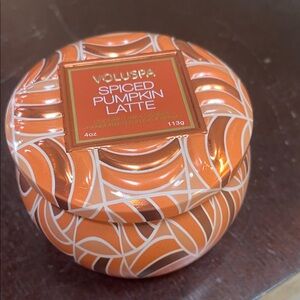 VOLUSPA
SPICED
PUMPKIN
LATTE
4oz 113g